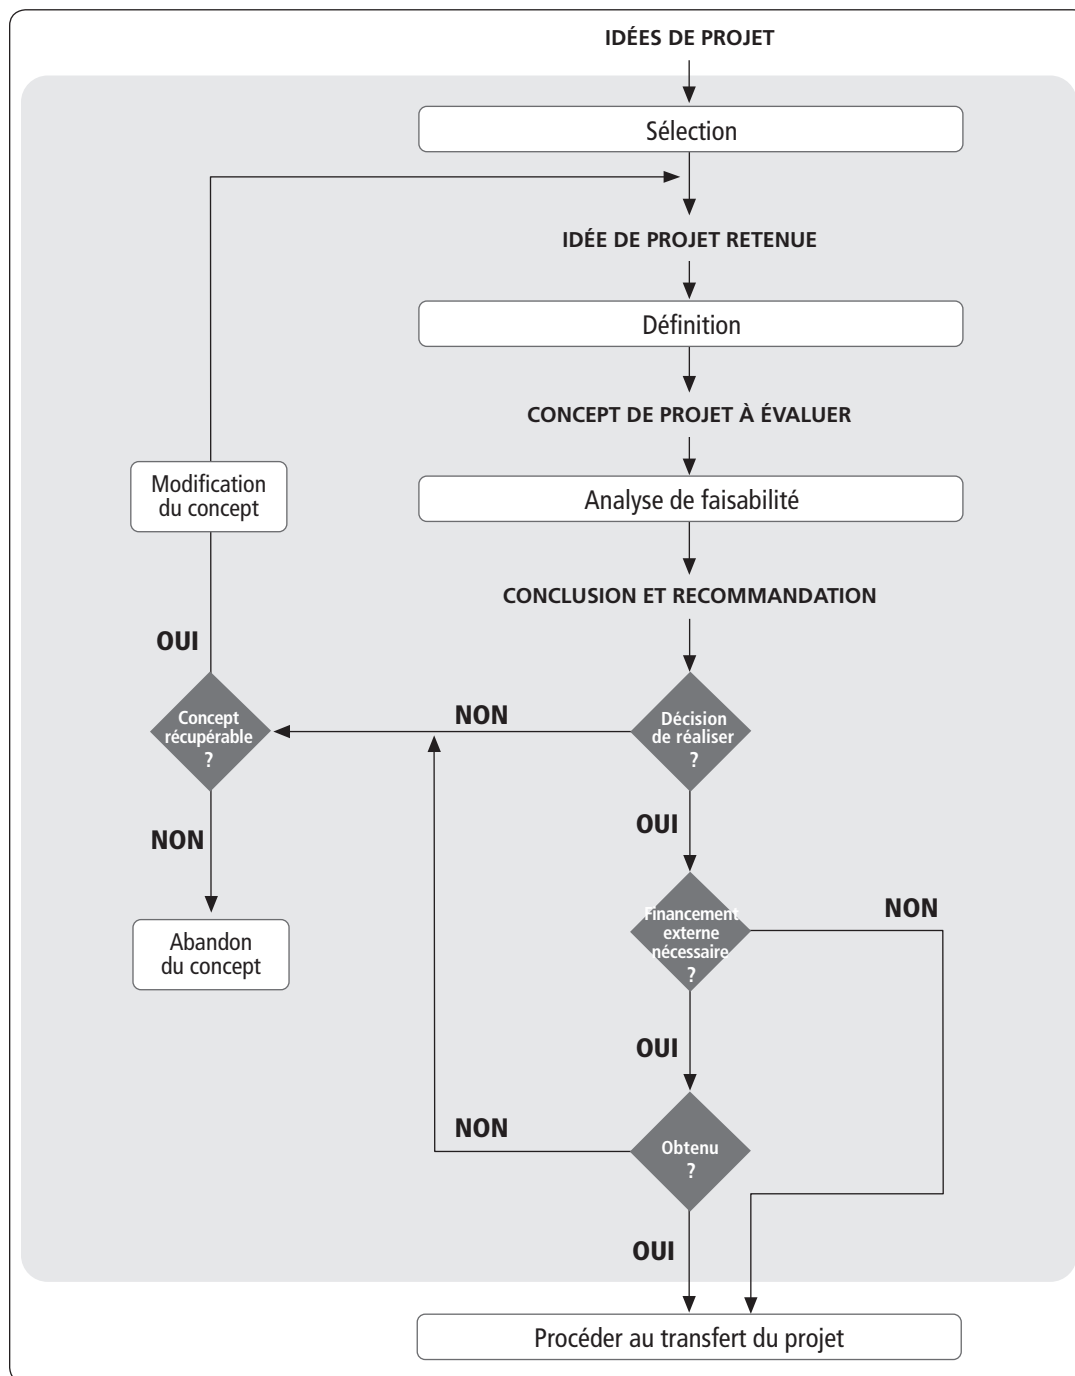 IDÉES DE PROJET
Sélection
IDÉE DE PROJET RETENUE
Définition
CONCEPT DE PROJET À ÉVALUER
Modification
du concept
Analyse de faisabilité
CONCLUSION ET RECOMMANDATION
OUI
Concept
récupérable
?
NON
Décision
de réaliser
?
NON
OUI
Abandon
du concept
Financement
externe
nécessaire
?
NON
OUI
NON
Obtenu
?
OUI
Procéder au transfert du projet